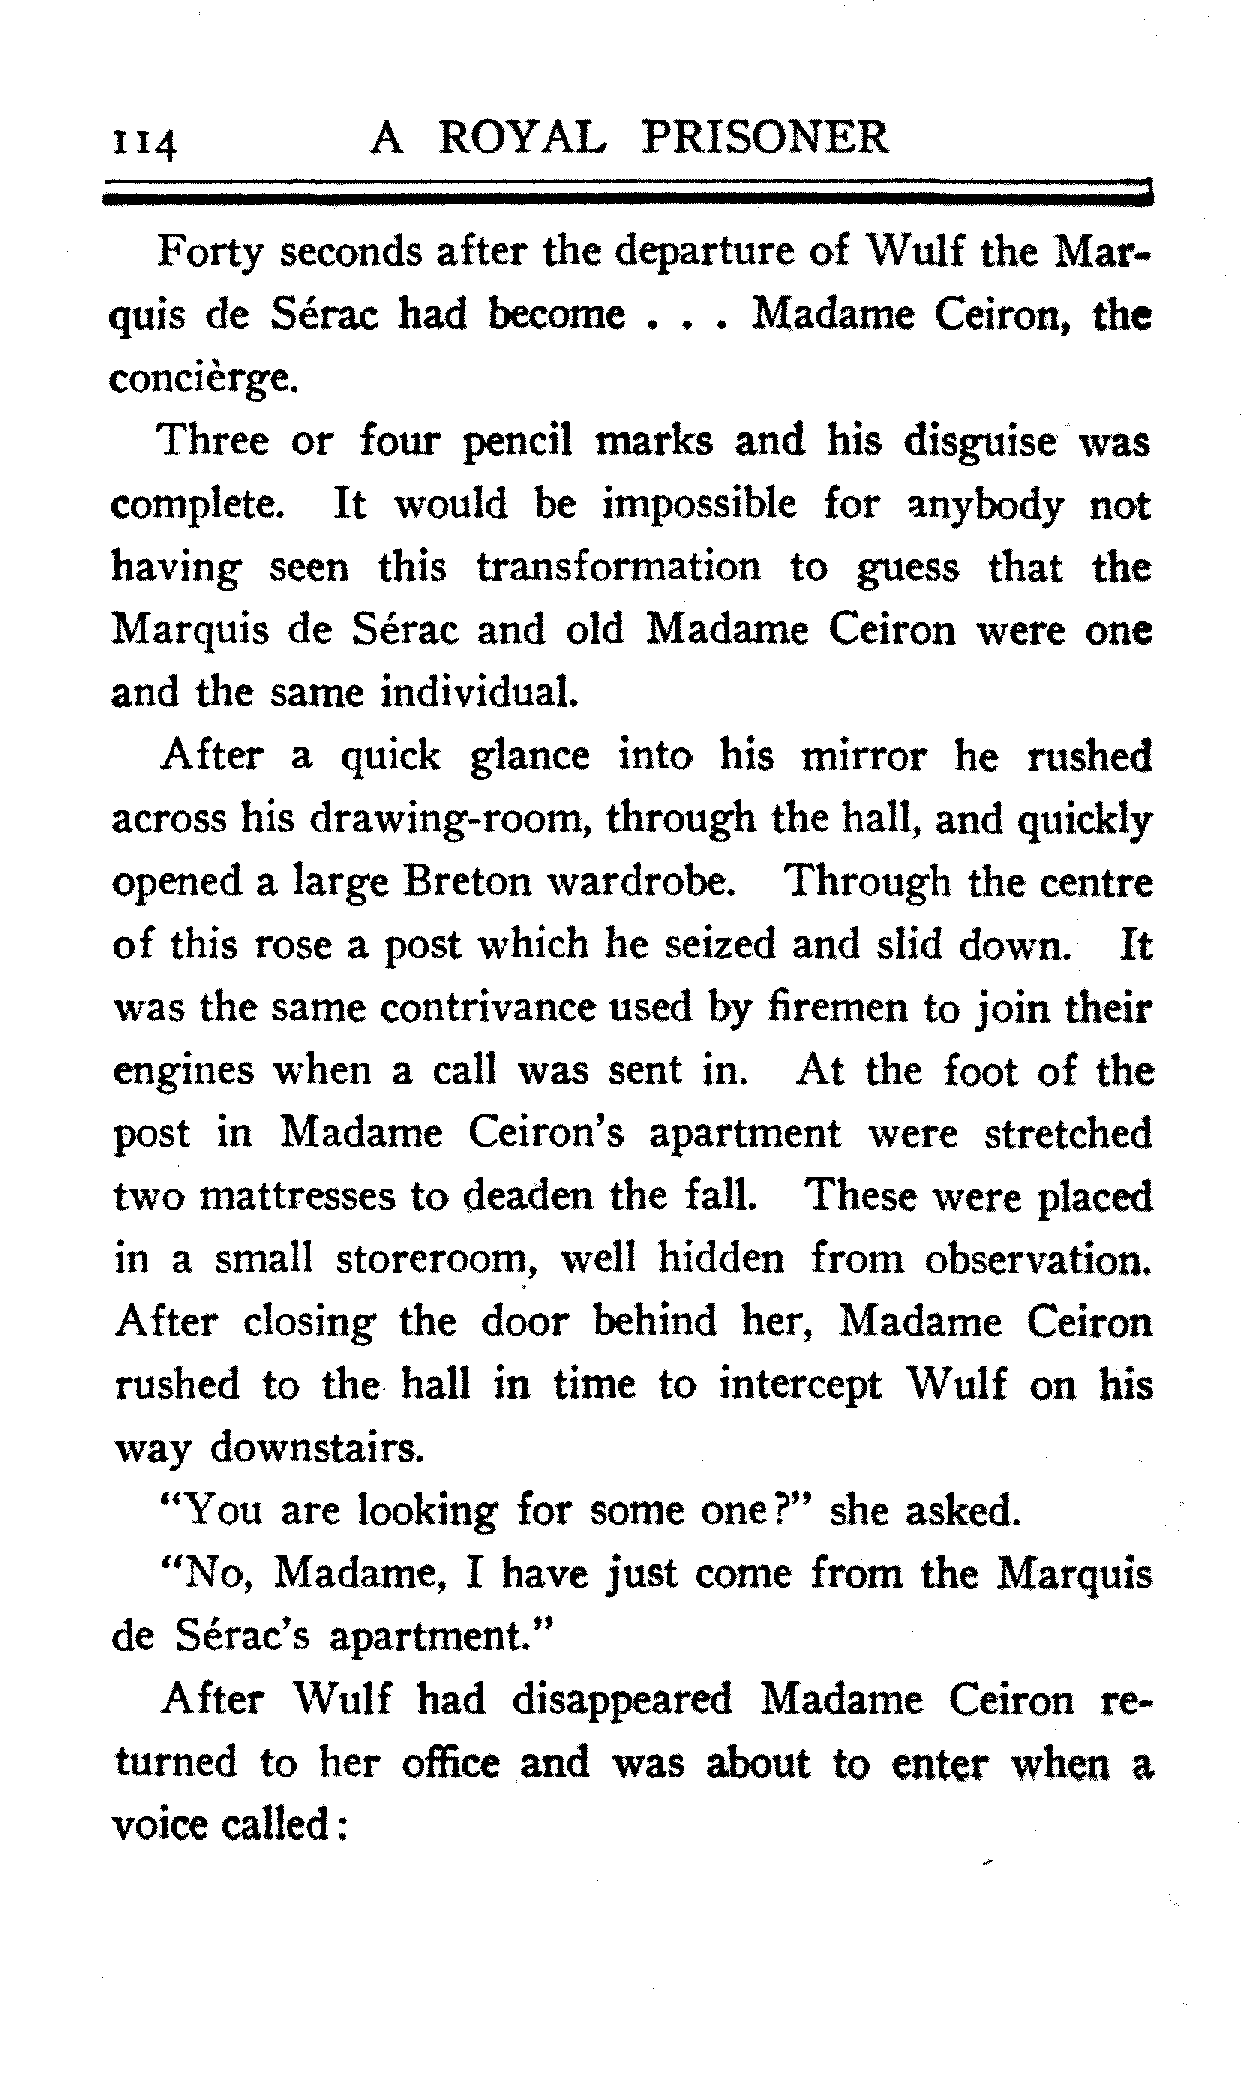 114 A ROYAL PRISONER
Forty seconds after the departure of Wulf the Mar-
quis de Sérac had become . . . Madame Ceiron, the
concièrge.
Three or four pencil marks and his disguise was
complete. It would be impossible for anybody not
having seen this transformation to guess that the
Marquis de Sérac and old Madame Ceiron were one
and the same individual.
After a quick glance into his mirror he rushed
across his drawing-room, through the hall, and quickly
opened a large Breton wardrobe. Through the centre
of this rose a post which he seized and slid down. It
was the same contrivance used by firemen to join their
engines when a call was sent in. At the foot of the
post in Madame Ceiron's apartment were stretched
two mattresses to deaden the fall. These were placed
in a small storeroom, well hidden from observation.
After closing the door behind her, Madame Ceiron
rushed to the hall in time to intercept Wulf on his
way downstairs.
"You are looking for some one?" she asked.
"No, Madame, I have just come from the Marquis
de Sérac's apartment."
After Wulf had disappeared Madame Ceiron re-
turned to her office and was about to enter when a
voice called: